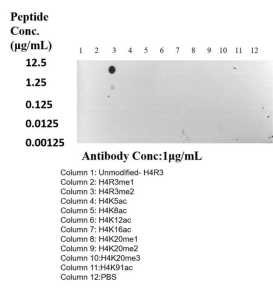 Peptide
Conc.
(µg/mL)
1 2 3 4 5 6 7 8 9 10 11 12
12.5
1.25
0.125
0.0125
0.00125
Antibody Conc:1µg/mL
Column 1: Unmodified- H4R3
Column 2: H4R3me1
Column 3: H4R3me2
Column 4: H4K5ac
Column 5: H4K8ac
Column 6: H4K12ac
Column 7: H4K16ac
Column 8: H4K20me1
Column 9: H4K20me2
Column 10:H4K20me3
Column 11:H4K91ac
Column 12:PBS